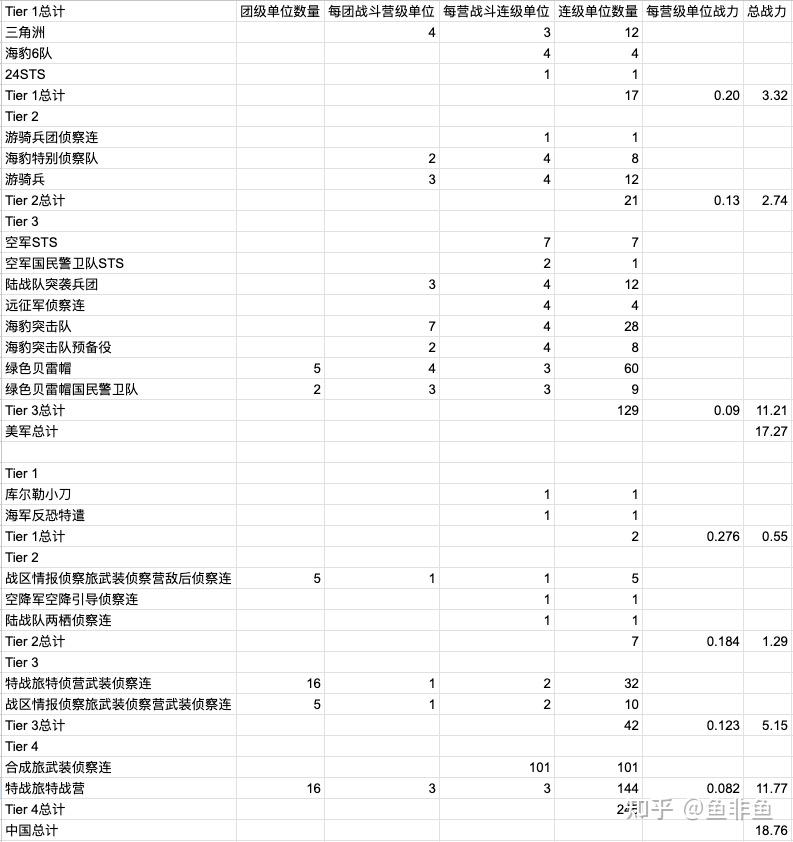 Tier 1总计 团级单位数量 每团战斗营级单位 每营战斗连级单位 连级单位数量 每营级单位战力 总战力
三角洲 4 3 12
海豹6队 4 4
24STS 1 1
Tier 1总计 17 0.20 3.32
Tier 2
游骑兵团侦察连 1 1
海豹特别侦察队 2 4 8
游骑兵 3 4 12
Tier 2总计 21 0.13 2.74
Tier 3
空军STS 7 7
空军国民警卫队STS 2 1
陆战队突袭兵团 3 4 12
远征军侦察连 4 4
海豹突击队 7 4 28
海豹突击队预备役 2 4 8
绿色贝雷帽 5 4 3 60
绿色贝雷帽国民警卫队 2 3 3 9
Tier 3总计 129 0.09 11.21
美军总计 17.27
Tier 1
库尔勒小刀 1 1
海军反恐特遣 1 1
Tier 1总计 2 0.276 0.55
Tier 2
战区情报侦察旅武装侦察营敌后侦察连 5 1 1 5
空降军空降引导侦察连 1 1
陆战队两栖侦察连 1 1
Tier 2总计 7 0.184 1.29
Tier 3
特战旅特侦营武装侦察连 16 1 2 32
战区情报侦察旅武装侦察营武装侦察连 5 1 2 10
Tier 3总计 42 0.123 5.15
Tier 4
合成旅武装侦察连 101 101
特战旅特战营 16 3 3 144 0.082 11.77
Tier 4总计
知乎 @鱼非鱼
中国总计 18.76